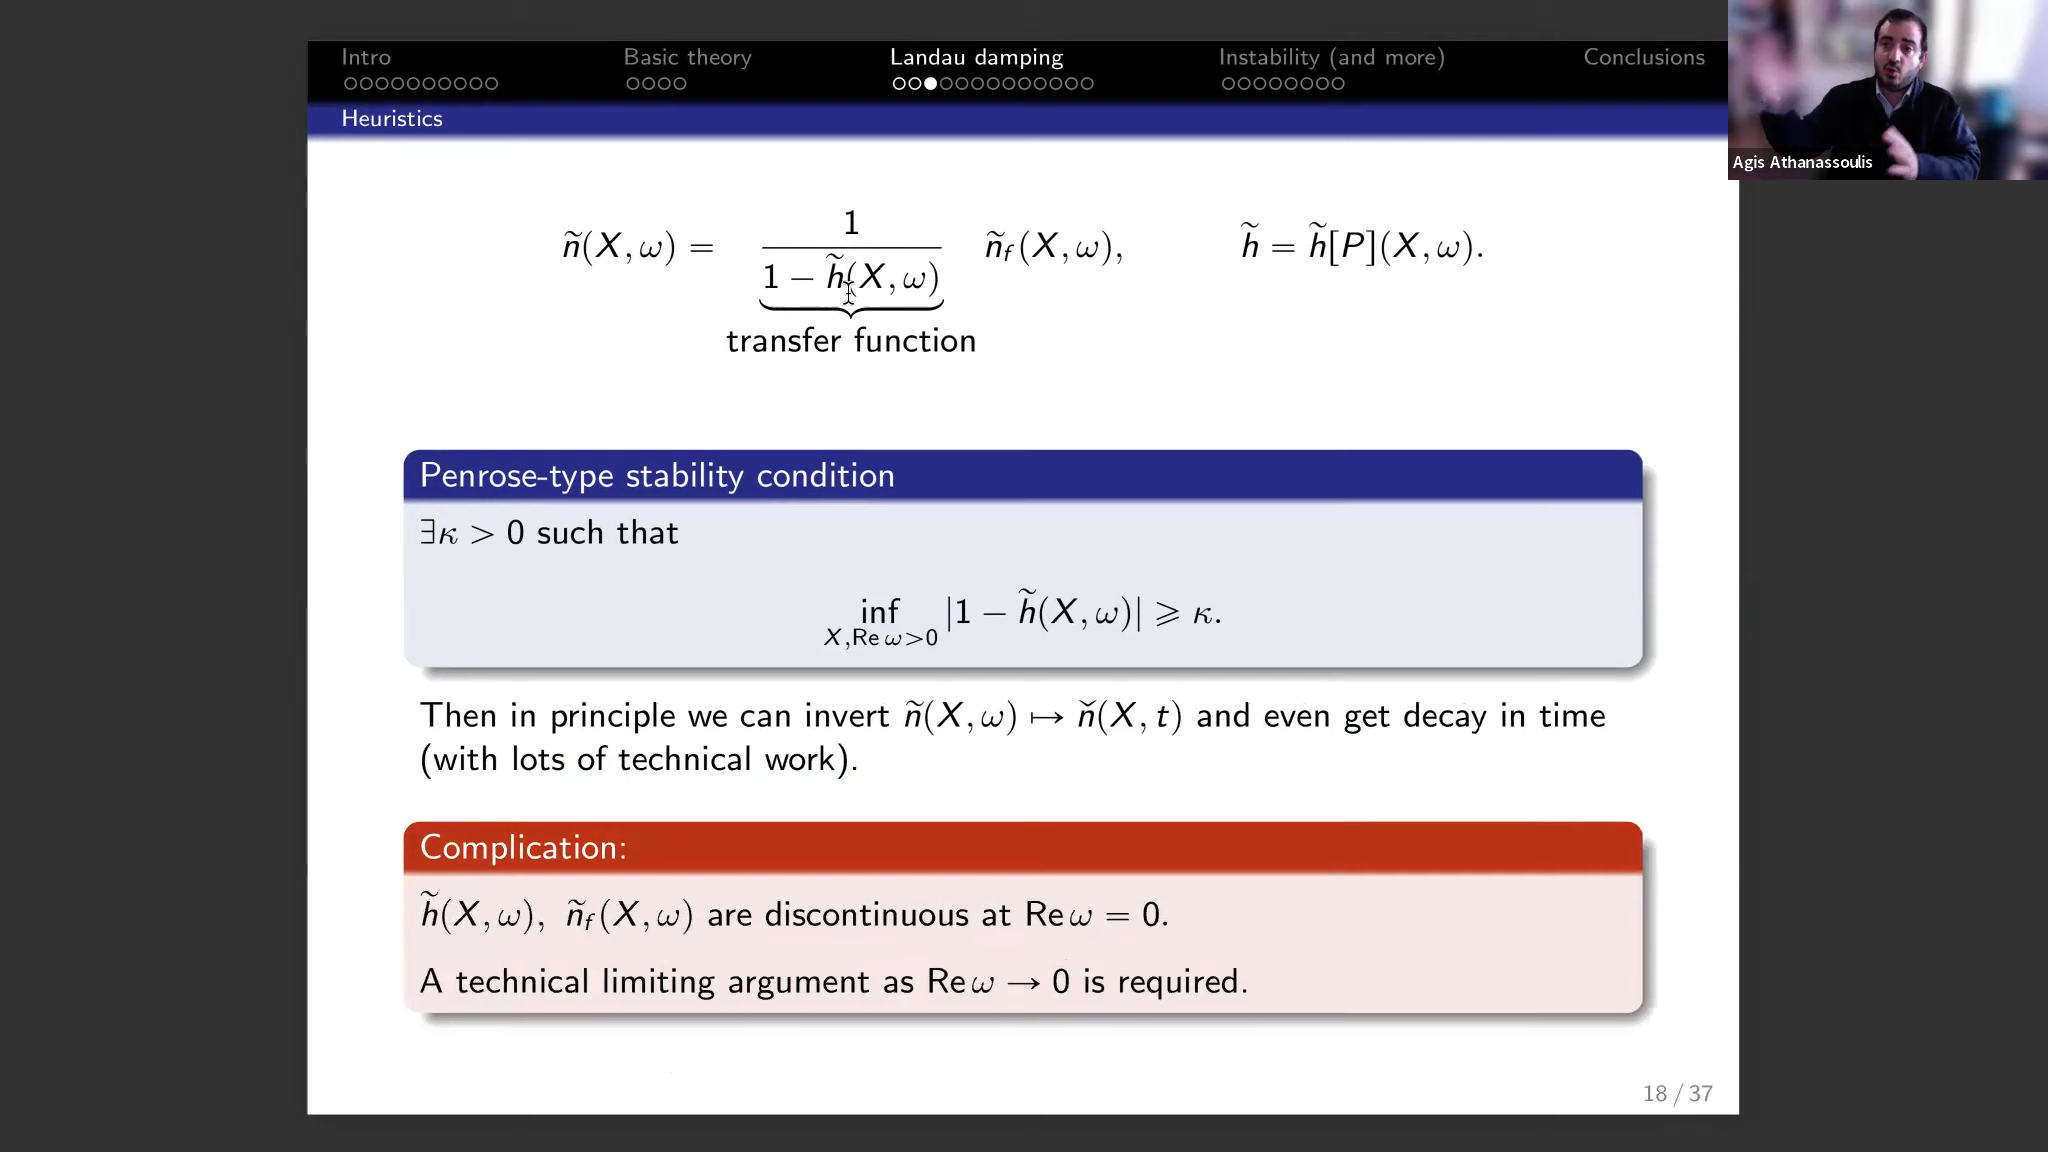 Intro Basic theory Landau damping Instability (and more) Conclusions
Heuristics
ñ(X, ω) = 1 / (1 − h̃(X, ω)) ñ_f(X, ω), h̃ = h̃[P](X, ω).
transfer function
Penrose-type stability condition
∃κ > 0 such that
inf_{X,Re ω>0} |1 − h̃(X, ω)| ⩾ κ.
Then in principle we can invert ñ(X, ω) ↦ ň(X, t) and even get decay in time
(with lots of technical work).
Complication:
h̃(X, ω), ñ_f(X, ω) are discontinuous at Re ω = 0.
A technical limiting argument as Re ω → 0 is required.
18 / 37
Agis Athanassoulis